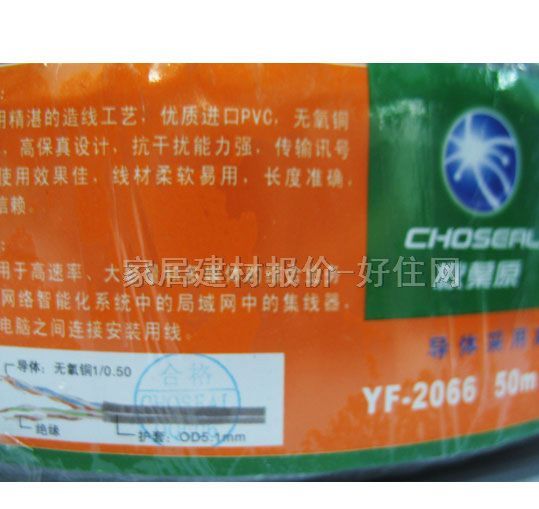 用精湛的造线工艺，优质进口PVC，无氧铜
、高保真设计，抗干扰能力强，传输讯号
使用效果佳，线材柔软易用，长度准确，
信赖。
用于高速率、大
网络智能化系统中的局域网中的集线器、
电脑之间连接安装用线。
家居建材报价--好住网
CHOSEAL
秋葉原
导体采用
YF-2066 50m
导体：无氧铜1/0.50
绝缘
护套：OD5.1mm
合格
CHOSEAL